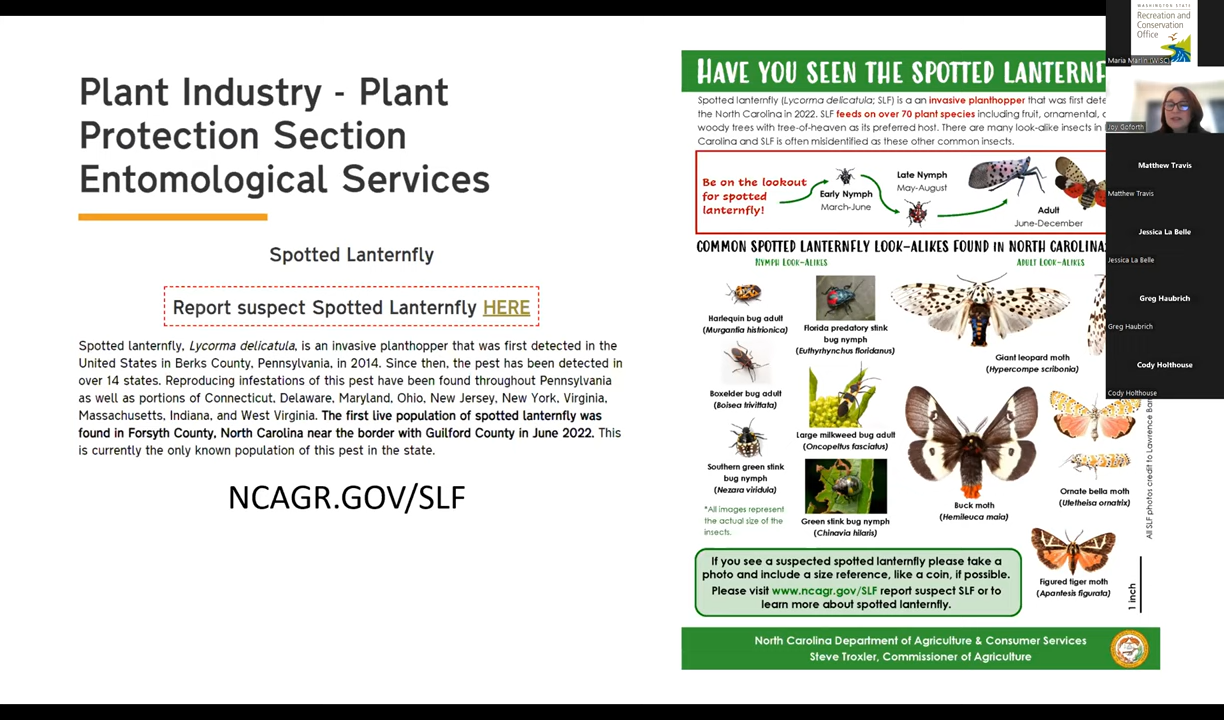 Plant Industry - Plant
Protection Section
Entomological Services
Spotted Lanternfly
Report suspect Spotted Lanternfly HERE
Spotted lanternfly, Lycorma delicatula, is an invasive planthopper that was first detected in the
United States in Berks County, Pennsylvania, in 2014. Since then, the pest has been detected in
over 14 states. Reproducing infestations of this pest have been found throughout Pennsylvania
as well as portions of Connecticut, Delaware, Maryland, Ohio, New Jersey, New York, Virginia,
Massachusetts, Indiana, and West Virginia. The first live population of spotted lanternfly was
found in Forsyth County, North Carolina near the border with Guilford County in June 2022. This
is currently the only known population of this pest in the state.
NCAGR.GOV/SLF
HAVE YOU SEEN THE SPOTTED LANTERNF
Spotted lanternfly (Lycorma delicatula; SLF) is a an invasive planthopper that was first dete
the North Carolina in 2022. SLF feeds on over 70 plant species including fruit, ornamental,
woody trees with tree-of-heaven as its preferred host. There are many look-alike insects in
Carolina and SLF is often misidentified as these other common insects.
Be on the lookout
for spotted
lanternfly!
Early Nymph
March-June
Late Nymph
May-August
Adult
June-December
COMMON SPOTTED LANTERNFLY LOOK-ALIKES FOUND IN NORTH CAROLINA
NYMPH LOOK-ALIKES
ADULT LOOK-ALIKES
Harlequin bug adult
(Murgantia histrionica)
Florida predatory stink
bug nymph
(Euthyrhynchus floridanus)
Giant leopard moth
(Hypercompe scribonia)
Boxelder bug adult
(Boisea trivittata)
Large milkweed bug adult
(Oncopeltus fasciatus)
Southern green stink
bug nymph
(Nezara viridula)
Green stink bug nymph
(Chinavia hilaris)
Buck moth
(Hemileuca maia)
Ornate bella moth
(Utetheisa ornatrix)
Figured tiger moth
(Apantesis figurata)
*All images represent
the actual size of the
insects.
1 inch
All SLF photos credit to Lawrence Bar
If you see a suspected spotted lanternfly please take a
photo and include a size reference, like a coin, if possible.
Please visit www.ncagr.gov/SLF report suspect SLF or to
learn more about spotted lanternfly.
North Carolina Department of Agriculture & Consumer Services
Steve Troxler, Commissioner of Agriculture
WASHINGTON STATE
Recreation and
Conservation
Office
Maria Marlin (WISC)
Joy Goforth
Matthew Travis
Matthew Travis
Jessica La Belle
Jessica La Belle
Greg Haubrich
Greg Haubrich
Cody Holthouse
Cody Holthouse